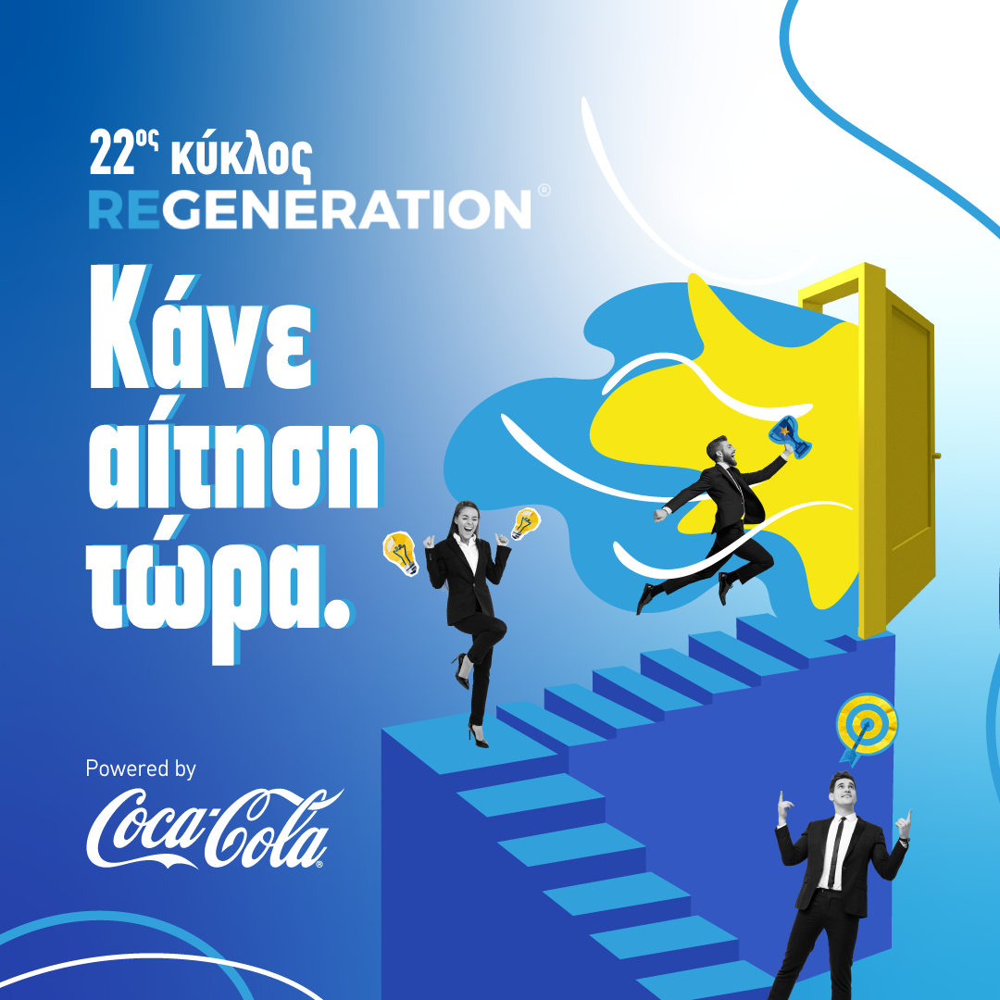 22ος κύκλος
REGENERATION®
Κάνε
αίτηση
τώρα.
Powered by
Coca-Cola®